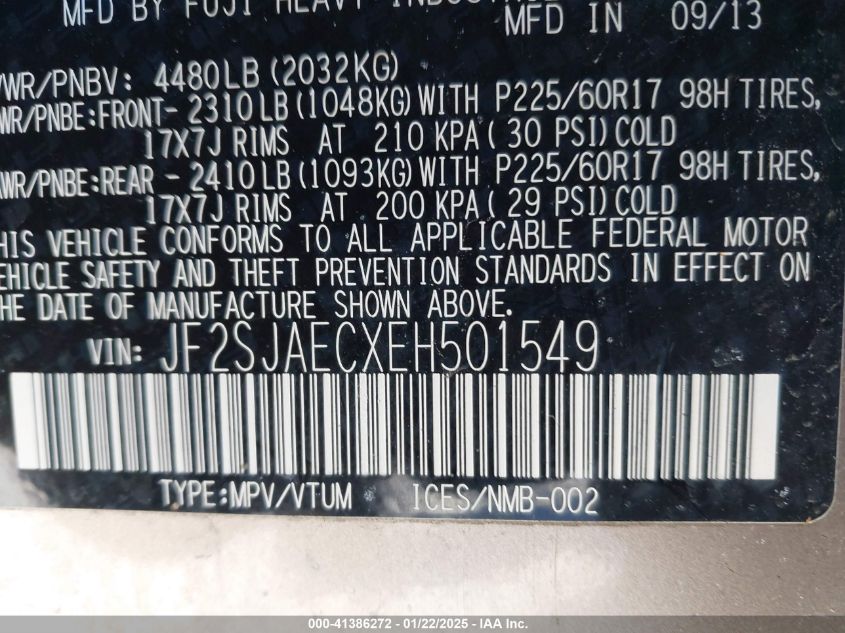 MFD BY FUJI HEAVY
MFD IN 09/13
WR/PNBV: 4480LB (2032KG)
WR/PNBE:FRONT- 2310LB (1048KG) WITH P225/60R17 98H TIRES,
17X7J RIMS AT 210 KPA( 30 PSI) COLD
WR/PNBE:REAR - 2410LB (1093KG) WITH P225/60R17 98H TIRES,
17X7J RIMS AT 200 KPA( 29 PSI) COLD
HIS VEHICLE CONFORMS TO ALL APPLICABLE FEDERAL MOTOR
EHICLE SAFETY AND THEFT PREVENTION STANDARDS IN EFFECT ON
HE DATE OF MANUFACTURE SHOWN ABOVE.
VIN: JF2SJAECXEH501549
TYPE:MPV/VTUM ICES/NMB-002
000-41386272 - 01/22/2025 - IAA Inc.